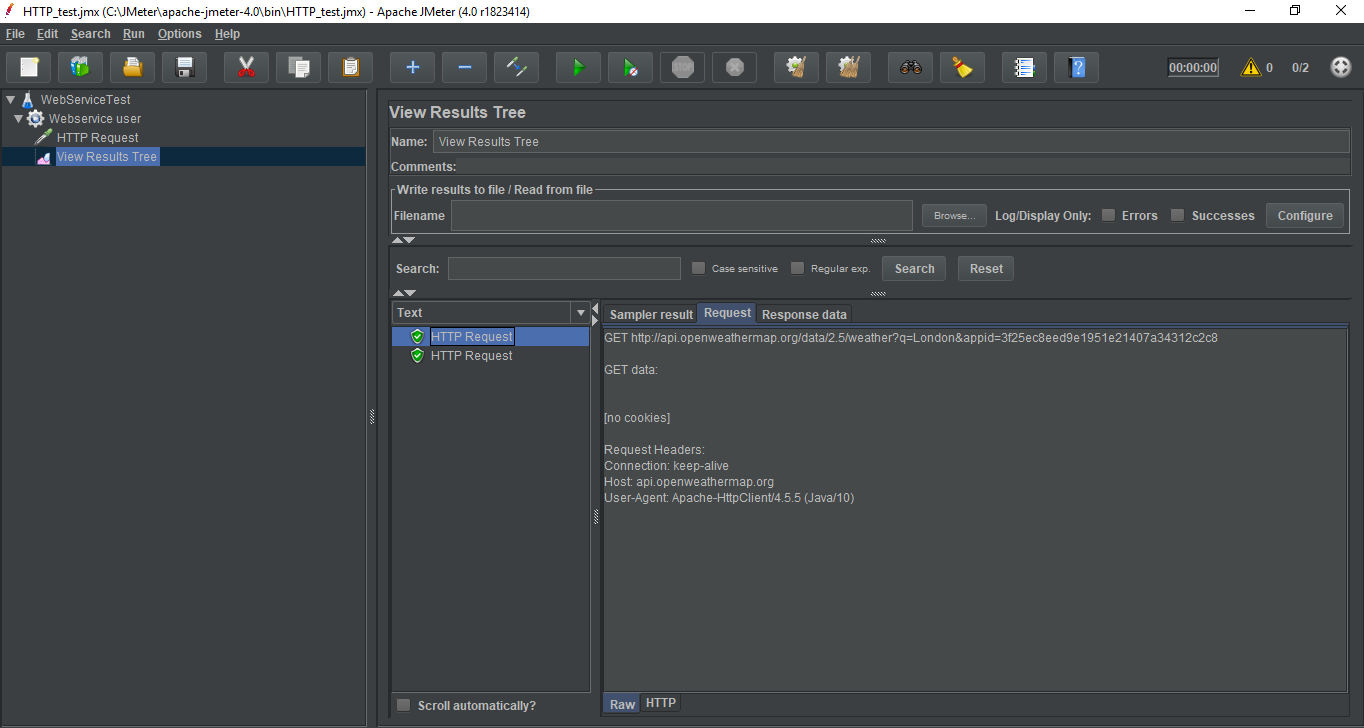 HTTP_test.jmx (C:\JMeter\apache-jmeter-4.0\bin\HTTP_test.jmx) - Apache JMeter (4.0 r1823414)
File Edit Search Run Options Help
STOP
00:00:00 0 0/2
WebServiceTest
Webservice user
HTTP Request
View Results Tree
View Results Tree
Name: View Results Tree
Comments:
Write results to file / Read from file
Filename Browse... Log/Display Only: Errors Successes Configure
Search: Case sensitive Regular exp. Search Reset
Text
HTTP Request
HTTP Request
Scroll automatically?
Sampler result Request Response data
GET http://api.openweathermap.org/data/2.5/weather?q=London&appid=3f25ec8eed9e1951e21407a34312c2c8
GET data:
[no cookies]
Request Headers:
Connection: keep-alive
Host: api.openweathermap.org
User-Agent: Apache-HttpClient/4.5.5 (Java/10)
Raw HTTP